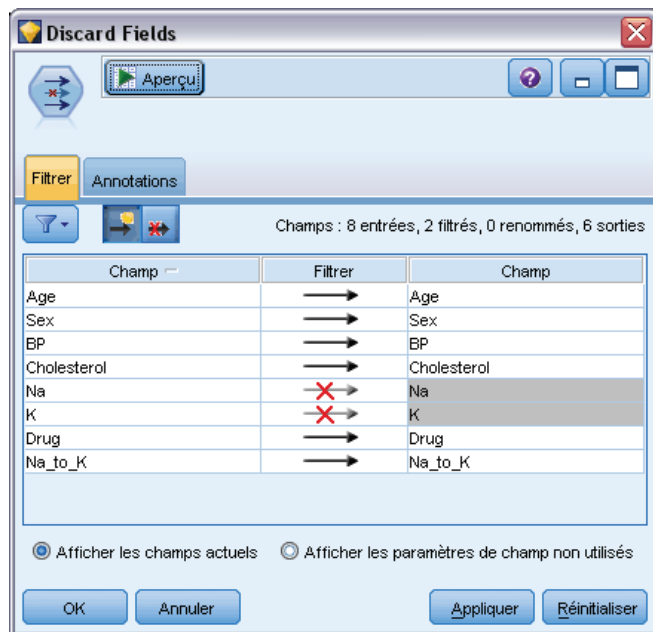 Discard Fields
Aperçu
Filtrer Annotations
Champs : 8 entrées, 2 filtrés, 0 renommés, 6 sorties
Champ Filtrer Champ
Age Age
Sex Sex
BP BP
Cholesterol Cholesterol
Na Na
K K
Drug Drug
Na_to_K Na_to_K
Afficher les champs actuels Afficher les paramètres de champ non utilisés
OK Annuler Appliquer Réinitialiser